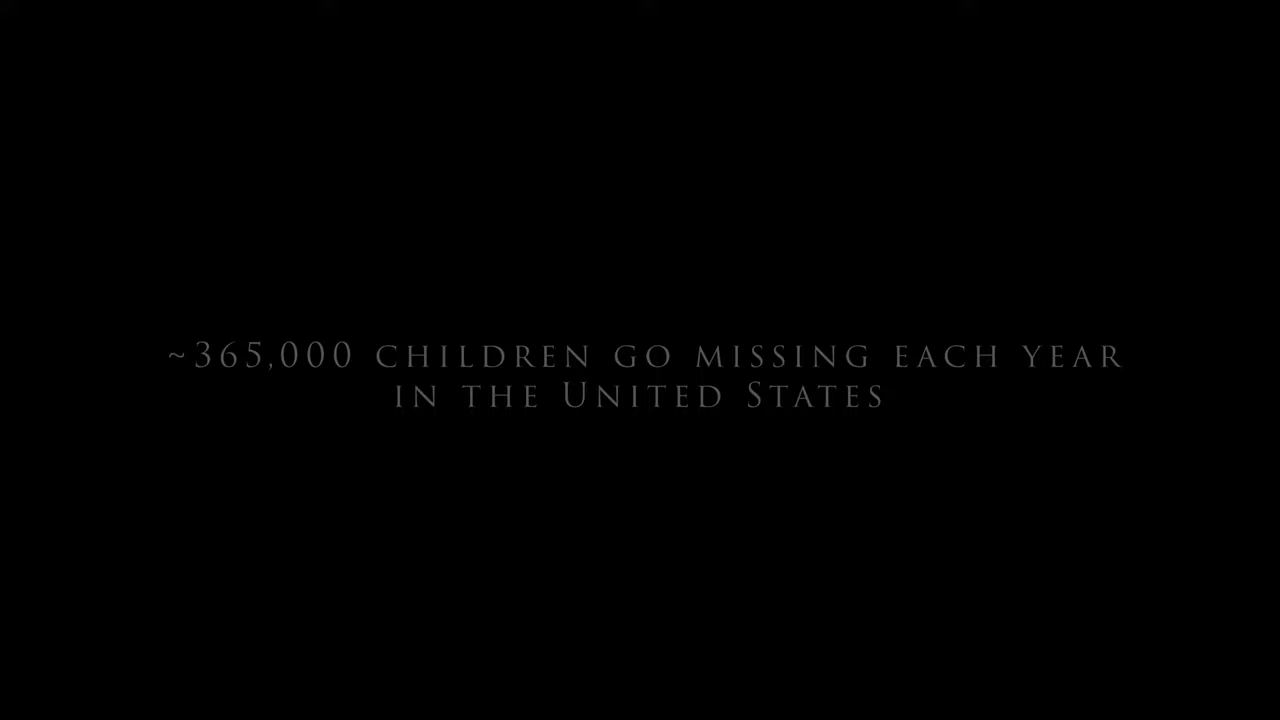 ~365,000 children go missing each year
in the United States